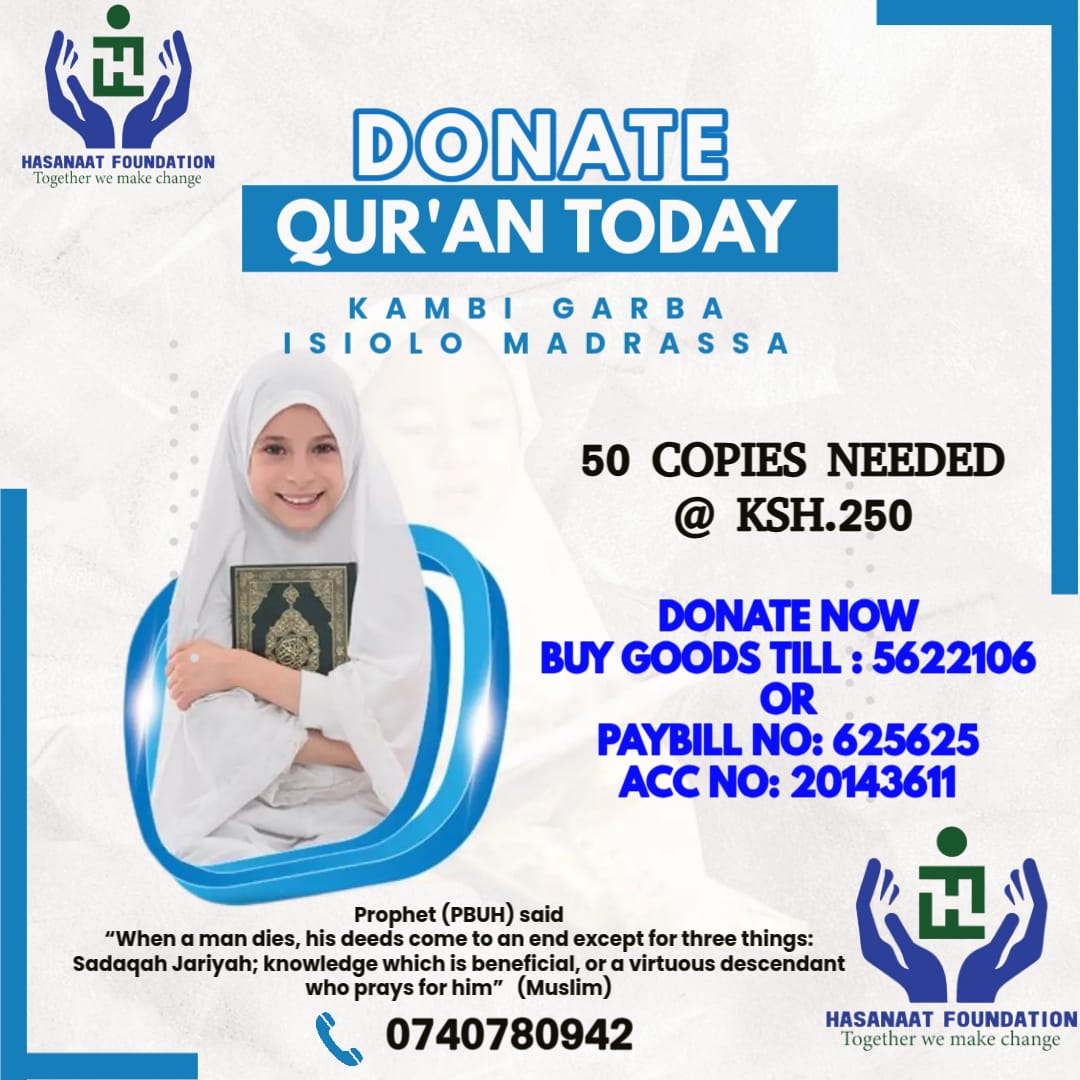 HASANAAT FOUNDATION
Together we make change
DONATE
QUR'AN TODAY
KAMBI GARBA
ISIOLO MADRASSA
50 COPIES NEEDED
@ KSH.250
DONATE NOW
BUY GOODS TILL : 5622106
OR
PAYBILL NO: 625625
ACC NO: 20143611
Prophet (PBUH) said
“When a man dies, his deeds come to an end except for three things:
Sadaqah Jariyah; knowledge which is beneficial, or a virtuous descendant
who prays for him” (Muslim)
0740780942
HASANAAT FOUNDATION
Together we make change